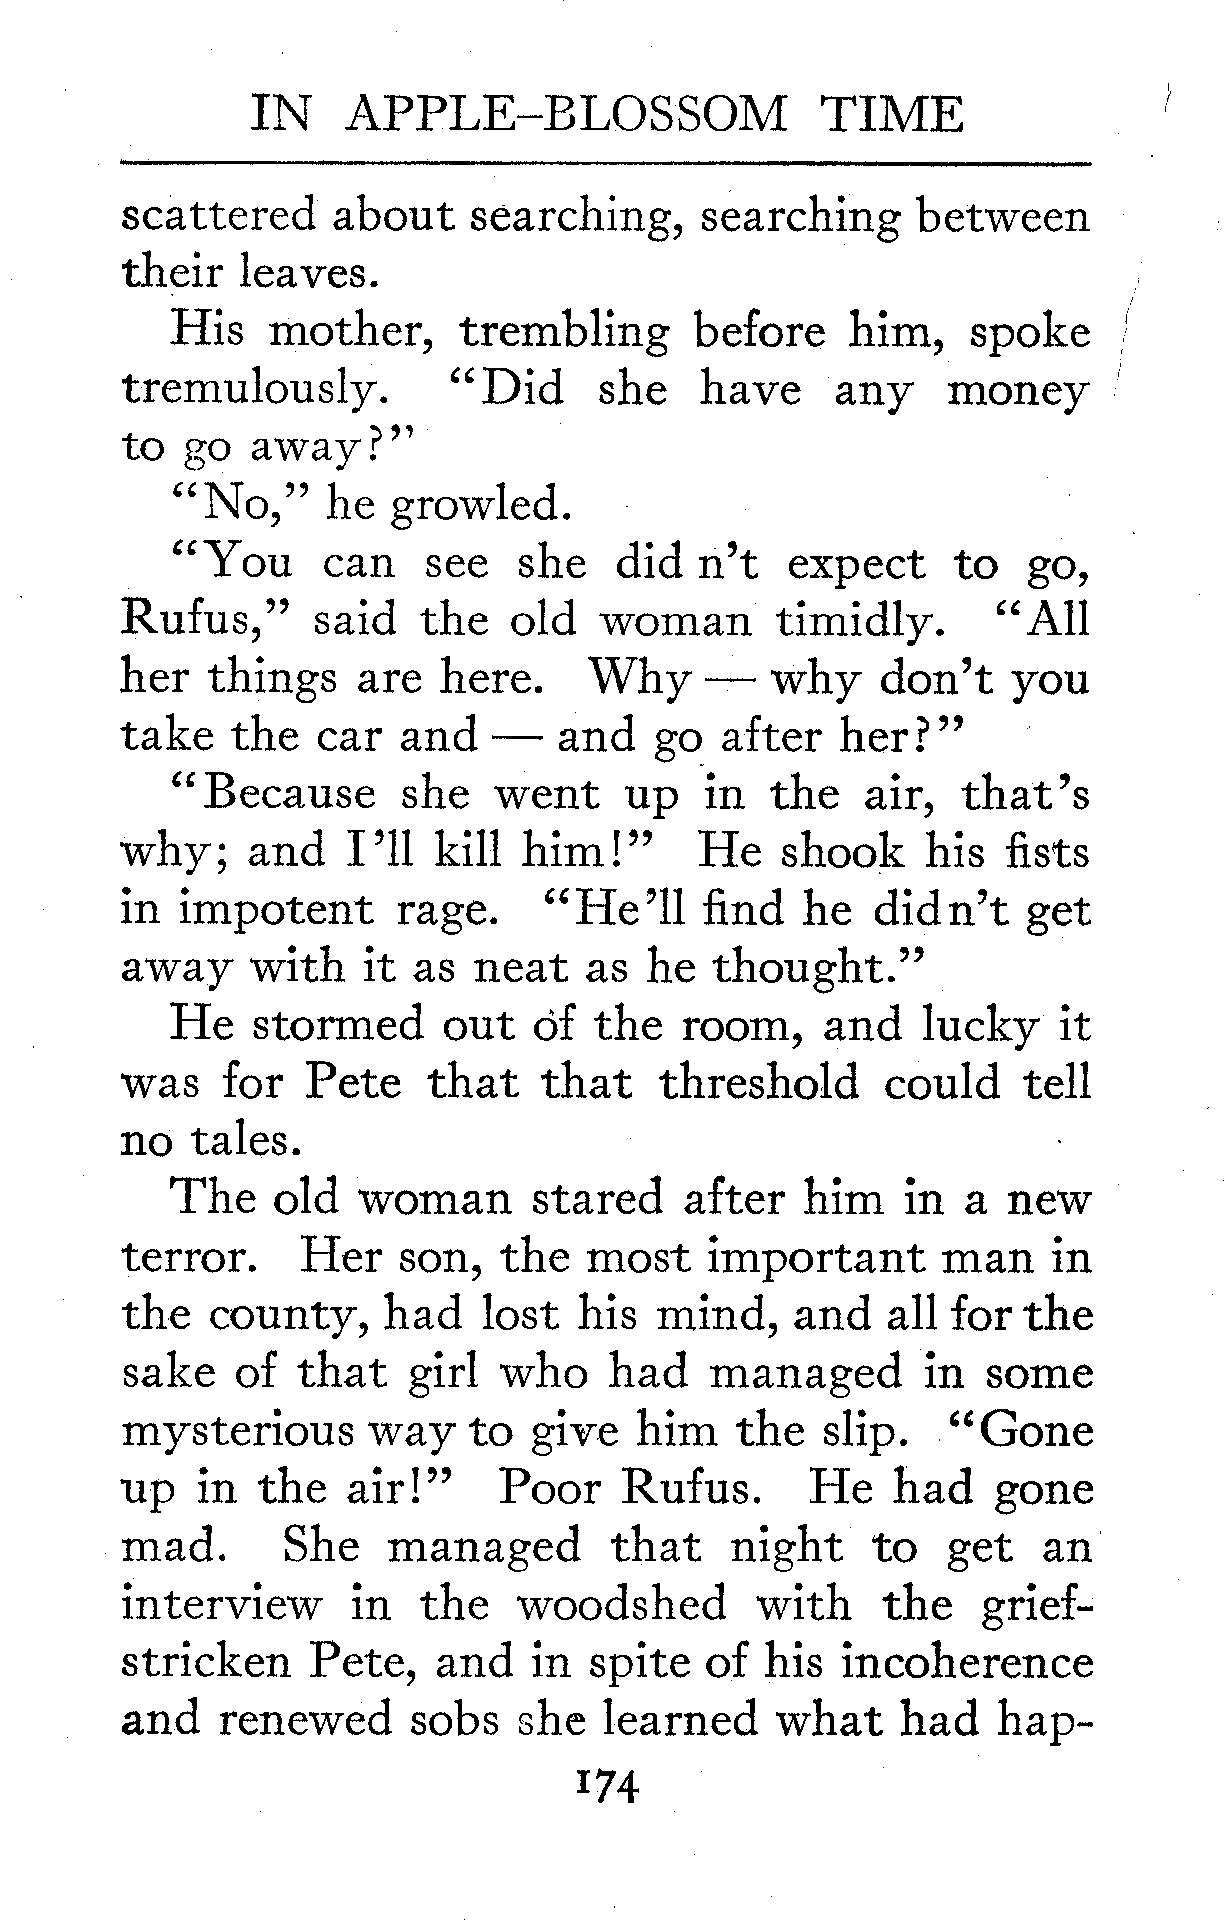 IN APPLE-BLOSSOM TIME
scattered about searching, searching between
their leaves.
His mother, trembling before him, spoke
tremulously. "Did she have any money
to go away?"
"No," he growled.
"You can see she did n't expect to go,
Rufus," said the old woman timidly. "All
her things are here. Why — why don't you
take the car and — and go after her?"
"Because she went up in the air, that's
why; and I'll kill him!" He shook his fists
in impotent rage. "He'll find he didn't get
away with it as neat as he thought."
He stormed out of the room, and lucky it
was for Pete that that threshold could tell
no tales.
The old woman stared after him in a new
terror. Her son, the most important man in
the county, had lost his mind, and all for the
sake of that girl who had managed in some
mysterious way to give him the slip. "Gone
up in the air!" Poor Rufus. He had gone
mad. She managed that night to get an
interview in the woodshed with the grief-
stricken Pete, and in spite of his incoherence
and renewed sobs she learned what had hap-
174